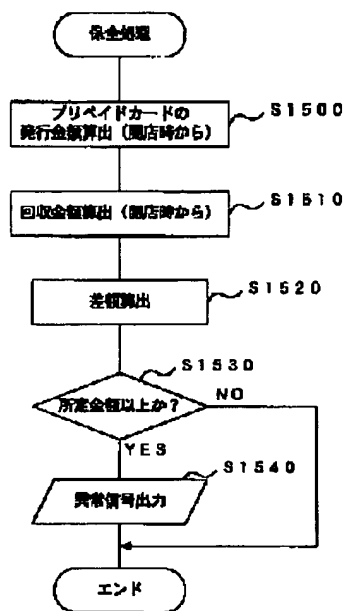 保全処理
プリペイドカードの
発行金額算出（開店時から）
S1500
回収金額算出（開店時から）
S1510
差額算出
S1520
S1530
所定金額以上か？
NO
YES
S1540
異常信号出力
エンド